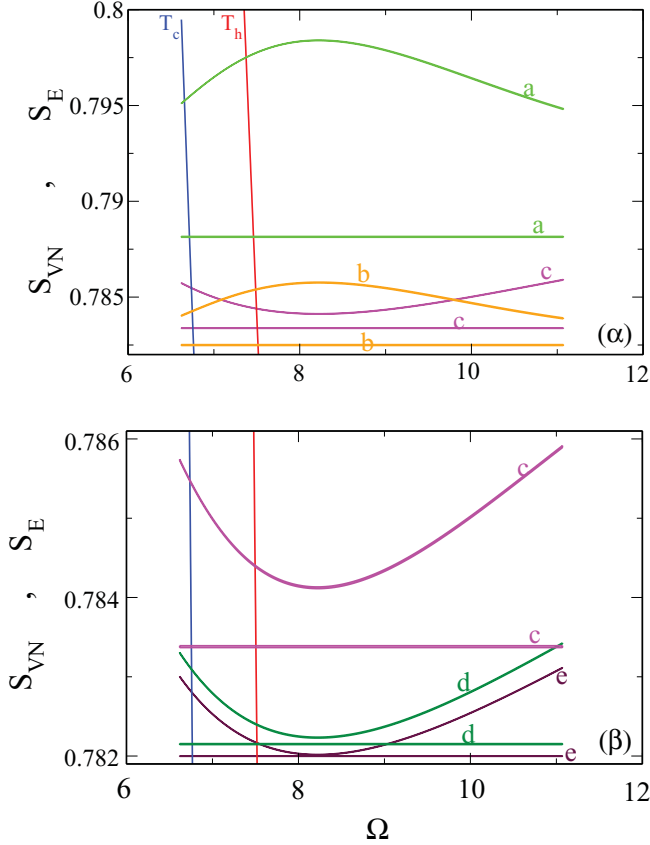 0.8
T_c T_h
0.795
a
0.79
a
b
c
0.785
c
b
(α)
6 8 10 12
S_VN , S_E
0.786
c
0.784
c
d
e
d
0.782
e
(β)
6 8 10 12
S_VN , S_E
Ω